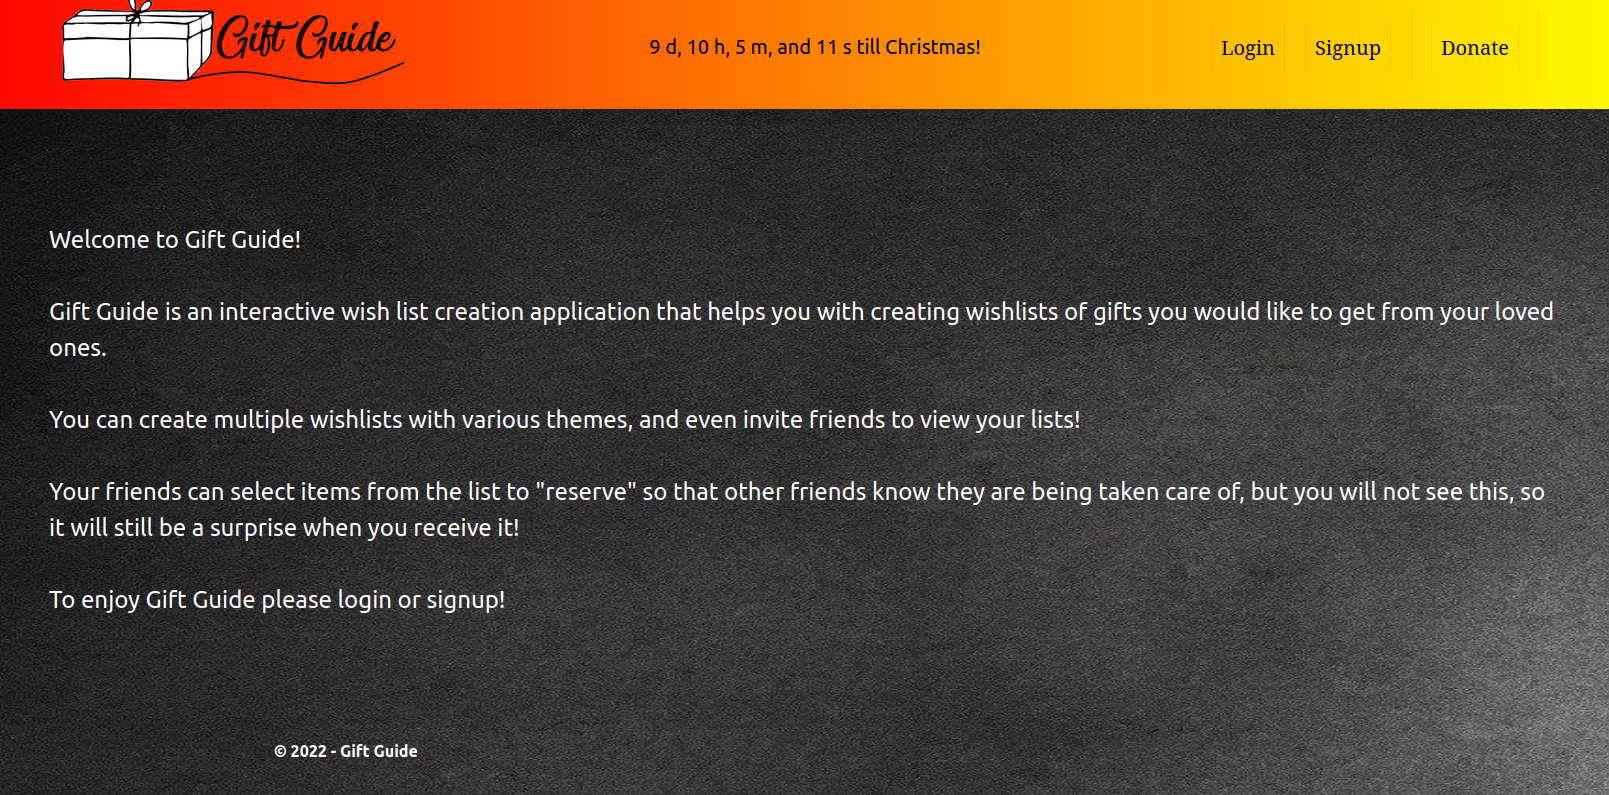 Gift Guide
9 d, 10 h, 5 m, and 11 s till Christmas!
Login
Signup
Donate
Welcome to Gift Guide!
Gift Guide is an interactive wish list creation application that helps you with creating wishlists of gifts you would like to get from your loved
ones.
You can create multiple wishlists with various themes, and even invite friends to view your lists!
Your friends can select items from the list to "reserve" so that other friends know they are being taken care of, but you will not see this, so
it will still be a surprise when you receive it!
To enjoy Gift Guide please login or signup!
© 2022 - Gift Guide